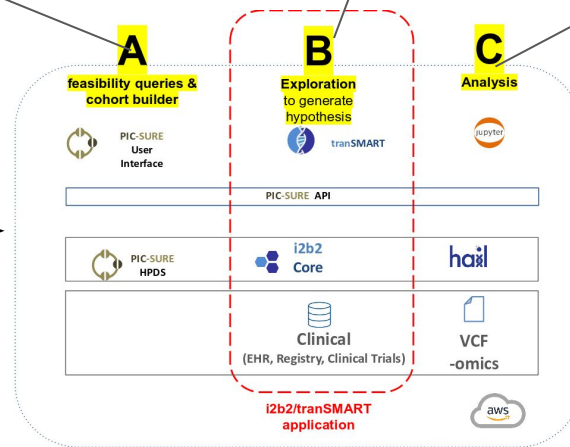 A
B
C
feasibility queries &
cohort builder
Exploration
to generate
hypothesis
Analysis
PIC-SURE
User
Interface
tranSMART
jupyter
PIC-SURE API
PIC-SURE
HPDS
i2b2
Core
hail
Clinical
(EHR, Registry, Clinical Trials)
VCF
-omics
i2b2/tranSMART
application
aws